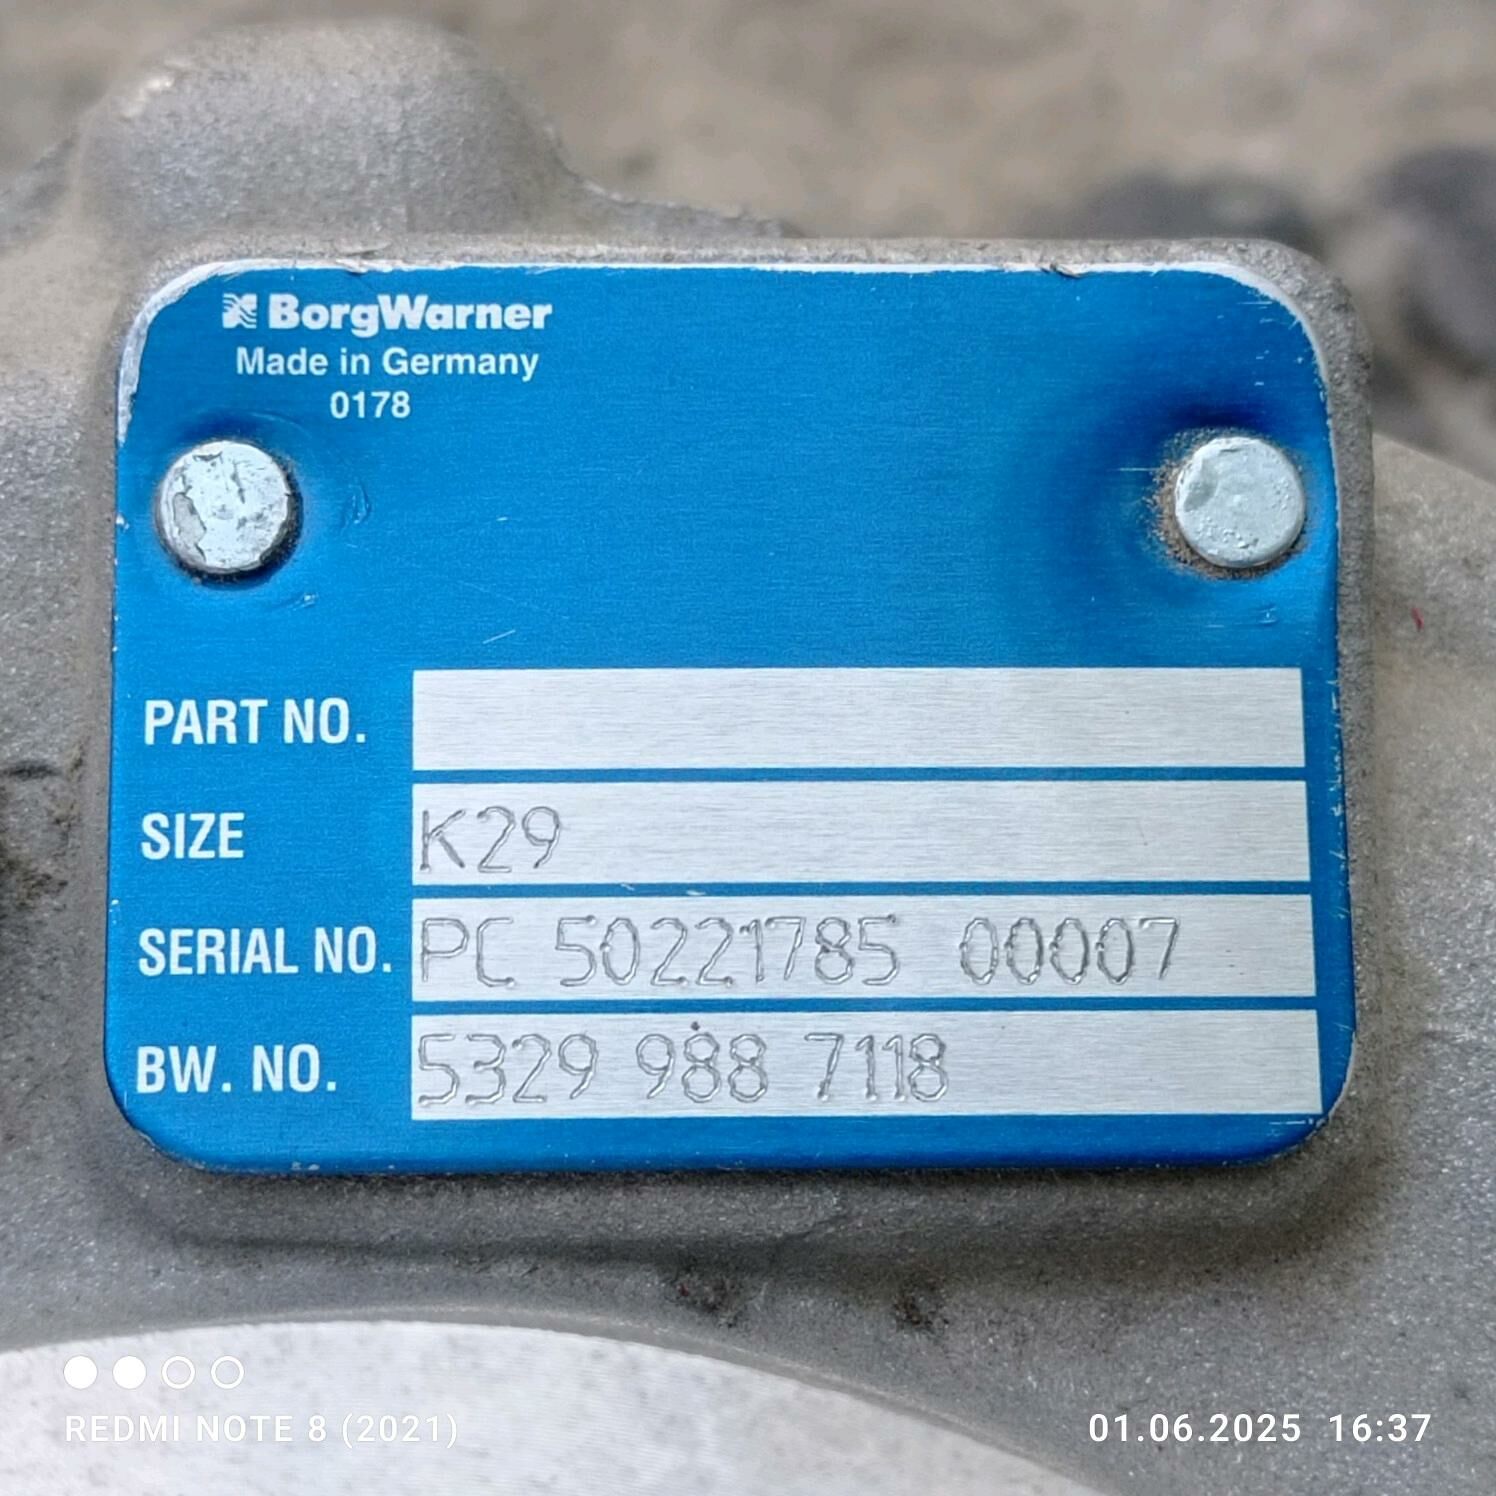 BorgWarner
Made in Germany
0178
PART NO.
SIZE K29
SERIAL NO. PC 50221785 00007
BW. NO. 5329 988 7118
REDMI NOTE 8 (2021)
01.06.2025 16:37